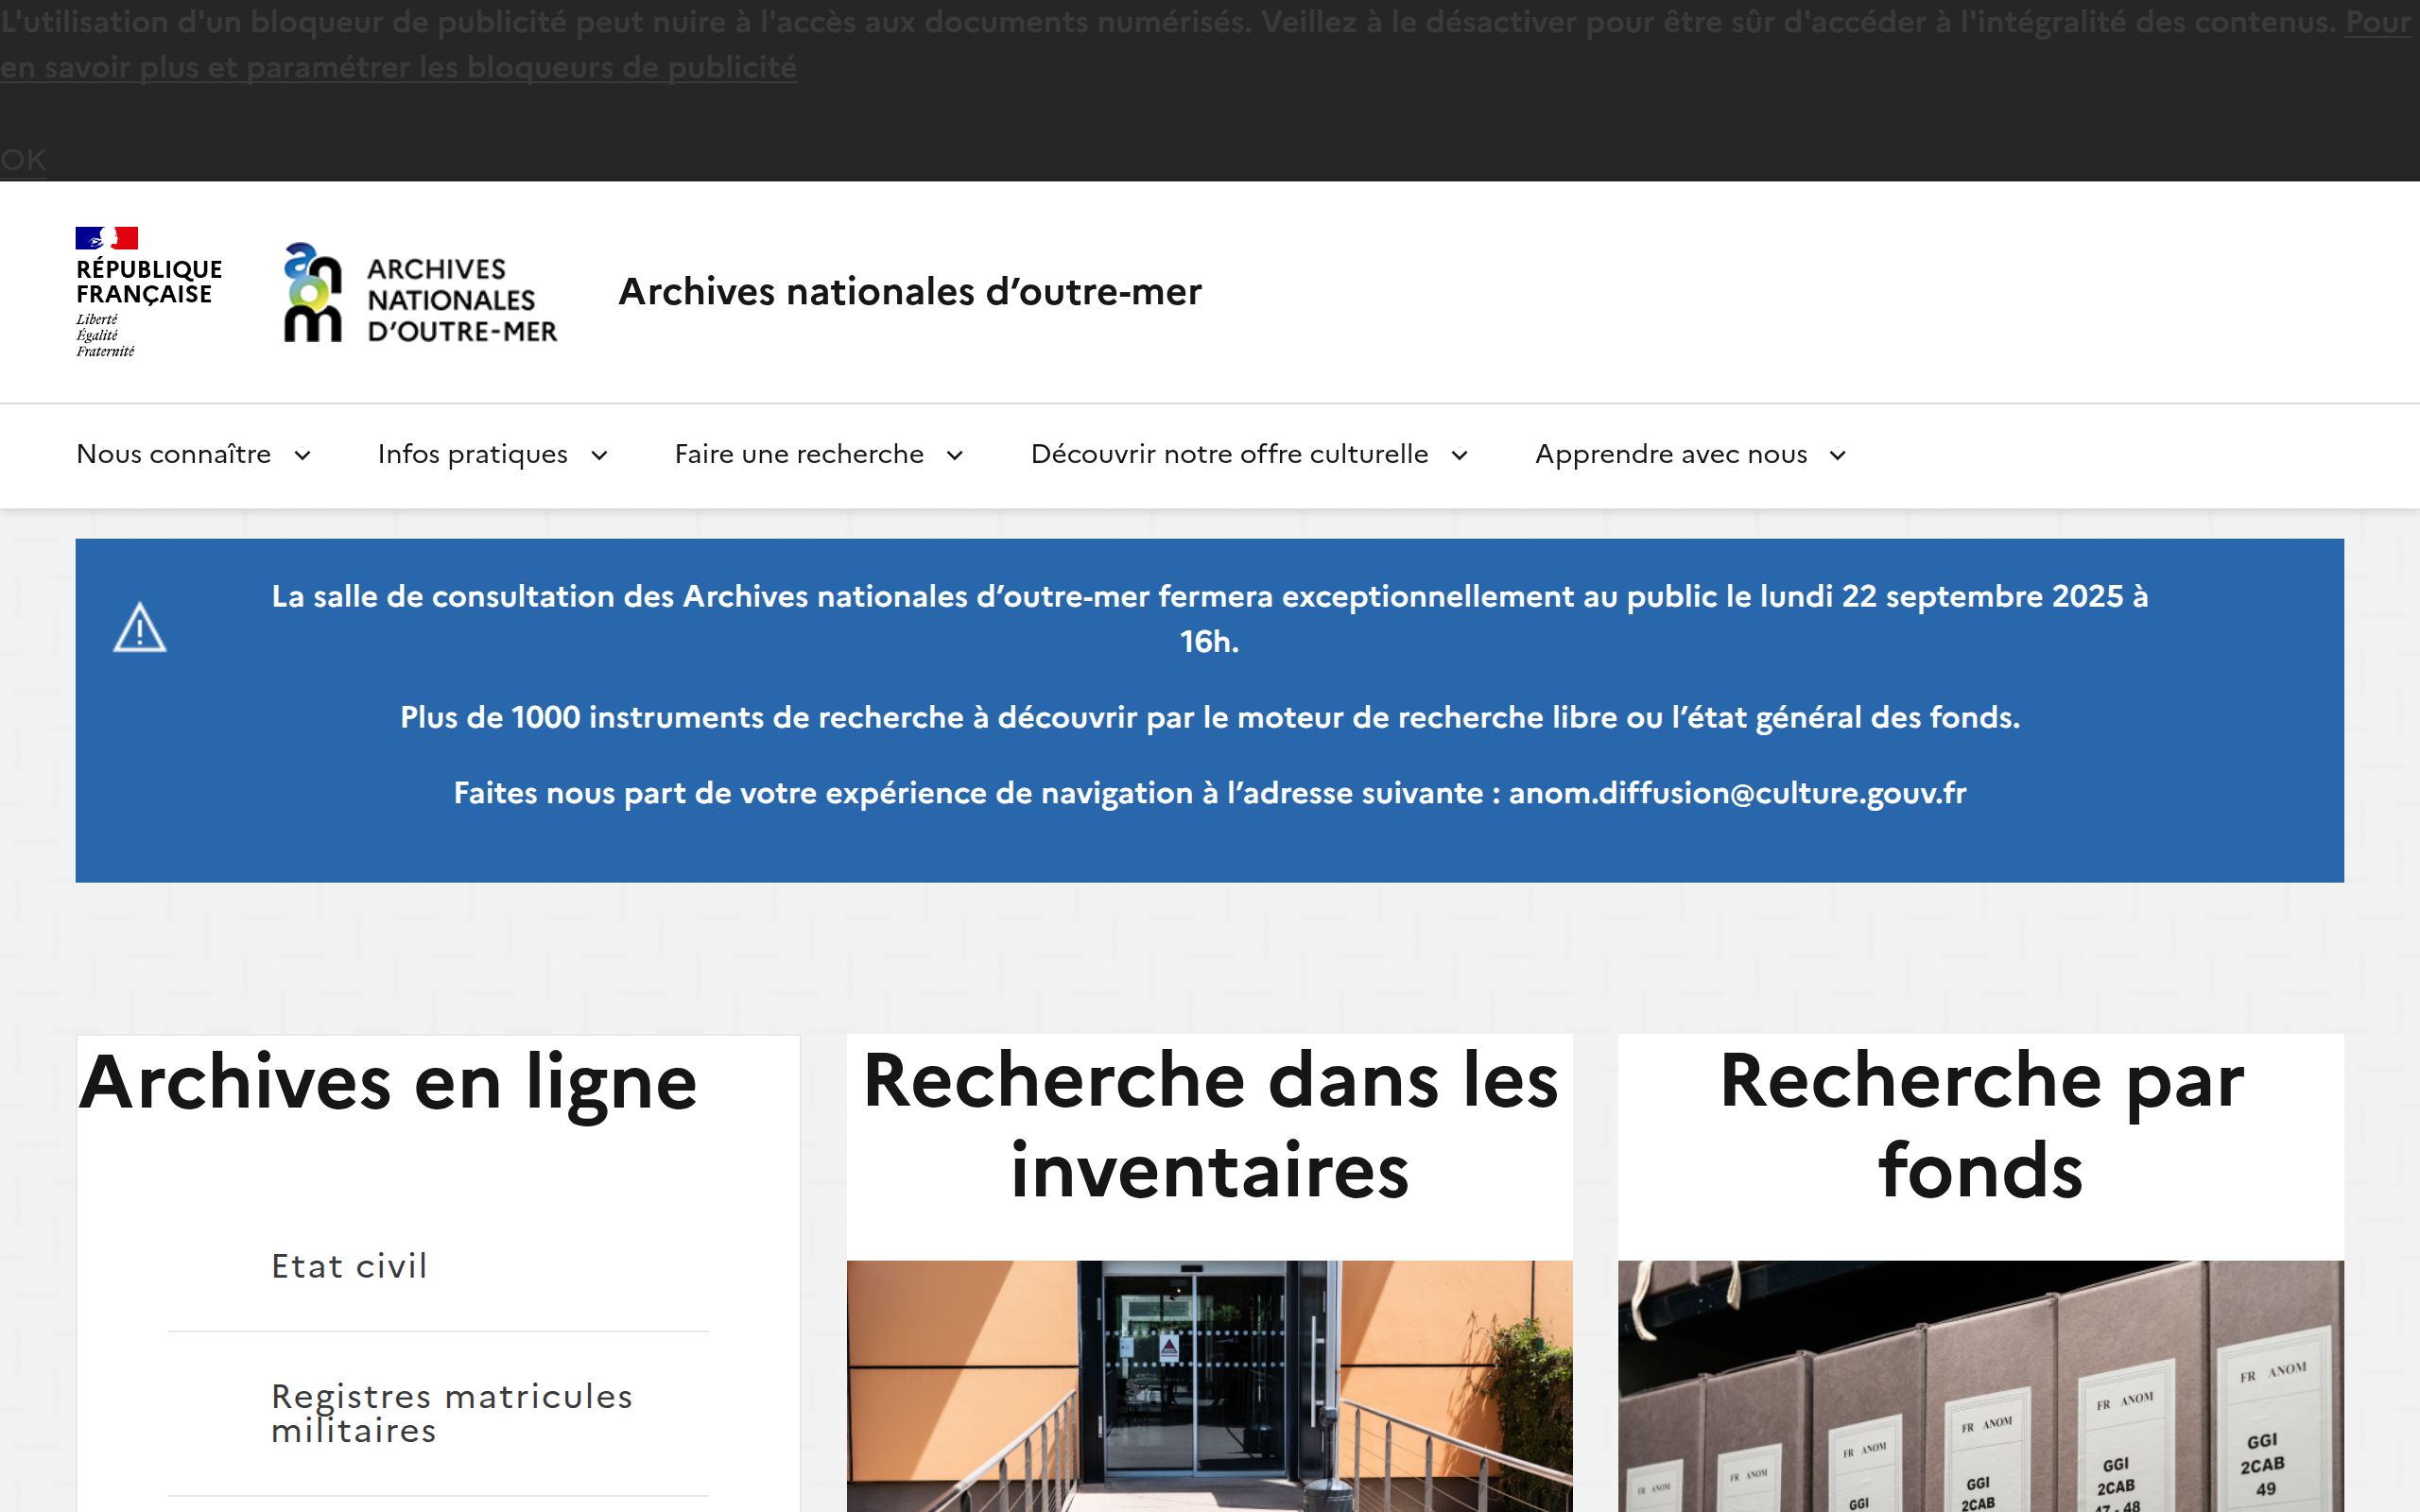 L'utilisation d'un bloqueur de publicité peut nuire à l'accès aux documents numérisés. Veillez à le désactiver pour être sûr d'accéder à l'intégralité des contenus. Pour
en savoir plus et paramétrer les bloqueurs de publicité
OK
RÉPUBLIQUE
FRANÇAISE
Liberté
Égalité
Fraternité
anom
ARCHIVES
NATIONALES
D'OUTRE-MER
Archives nationales d’outre-mer
Nous connaître
Infos pratiques
Faire une recherche
Découvrir notre offre culturelle
Apprendre avec nous
La salle de consultation des Archives nationales d’outre-mer fermera exceptionnellement au public le lundi 22 septembre 2025 à
16h.
Plus de 1000 instruments de recherche à découvrir par le moteur de recherche libre ou l’état général des fonds.
Faites nous part de votre expérience de navigation à l’adresse suivante : anom.diffusion@culture.gouv.fr
Archives en ligne
Etat civil
Registres matricules
militaires
Recherche dans les
inventaires
Recherche par
fonds
FR ANOM
FR ANOM
FR ANOM
GGI
FR ANOM
GGI
2CAB
FR ANOM
GGI
2CAB
47 - 48
FR ANOM
GGI
2CAB
49